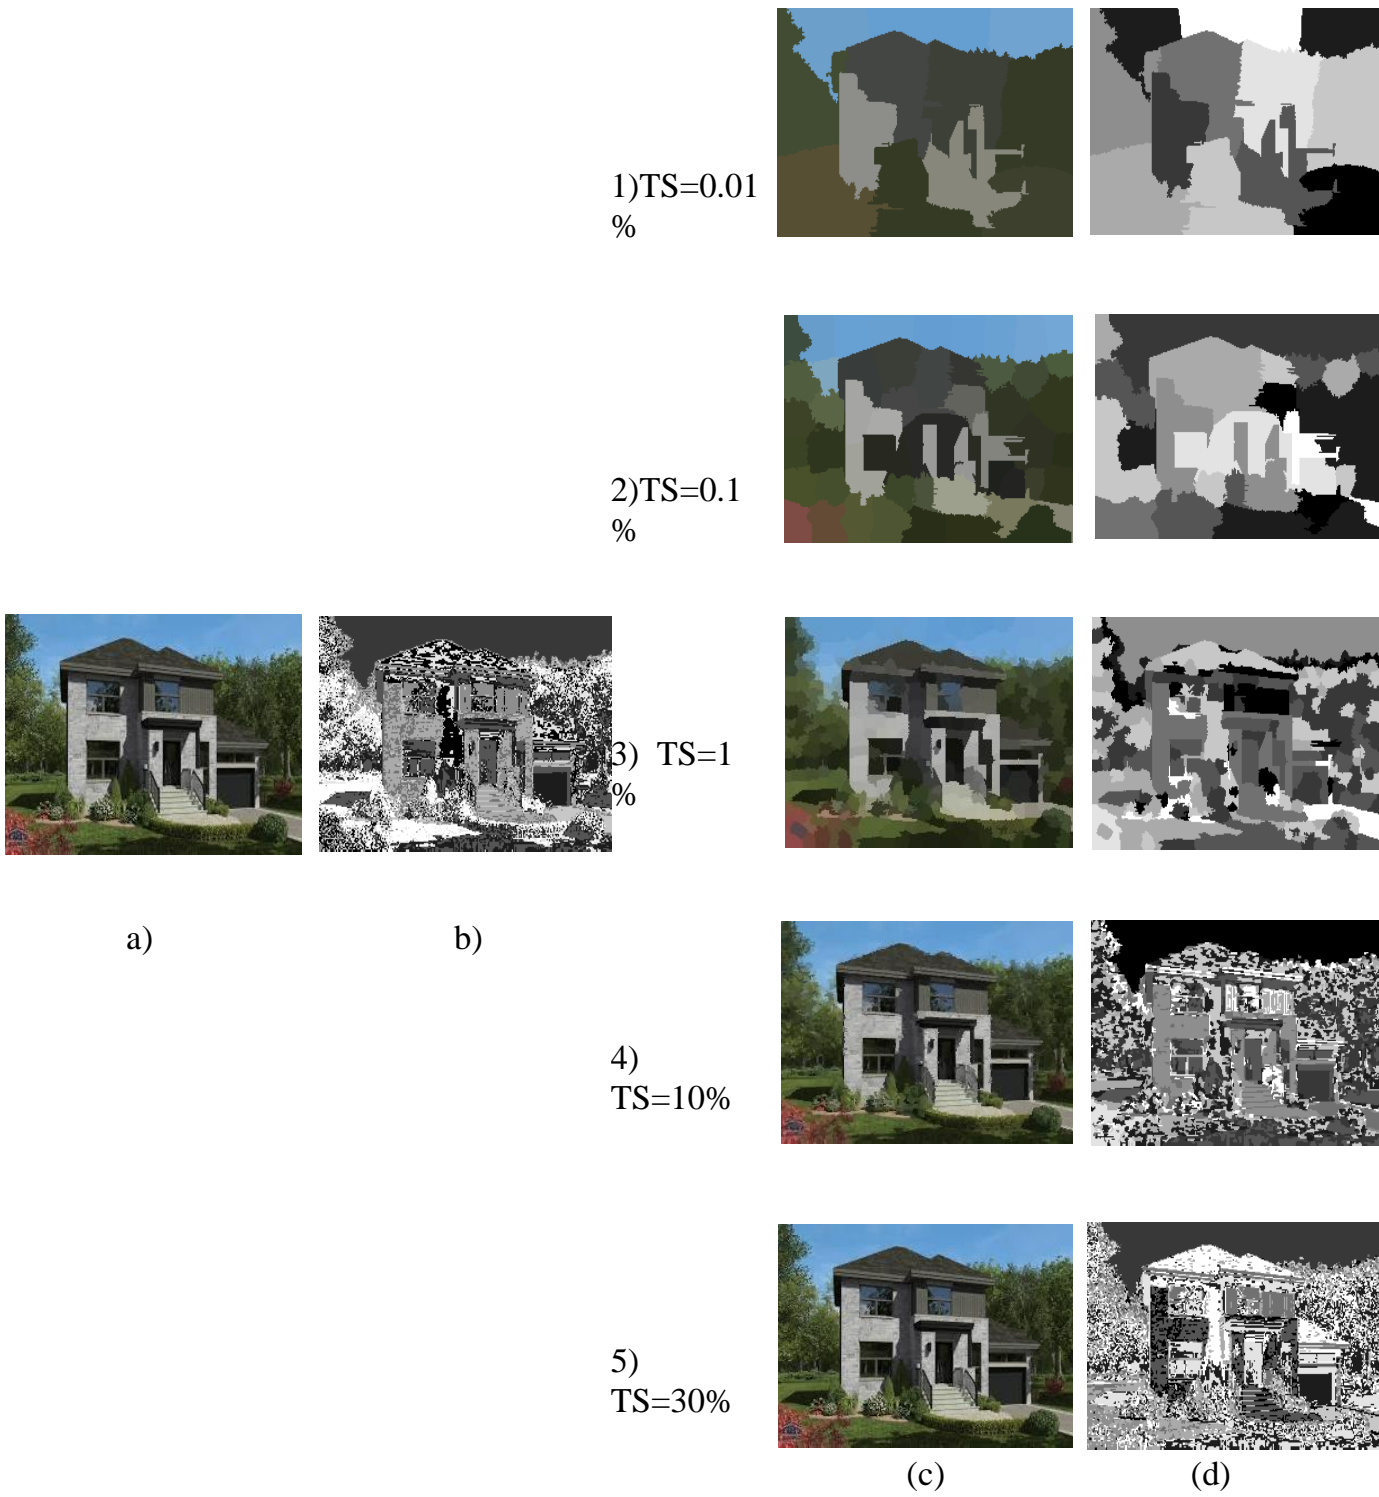 1)TS=0.01
%
2)TS=0.1
%
3) TS=1
%
a) b)
4)
TS=10%
5)
TS=30%
(c) (d)